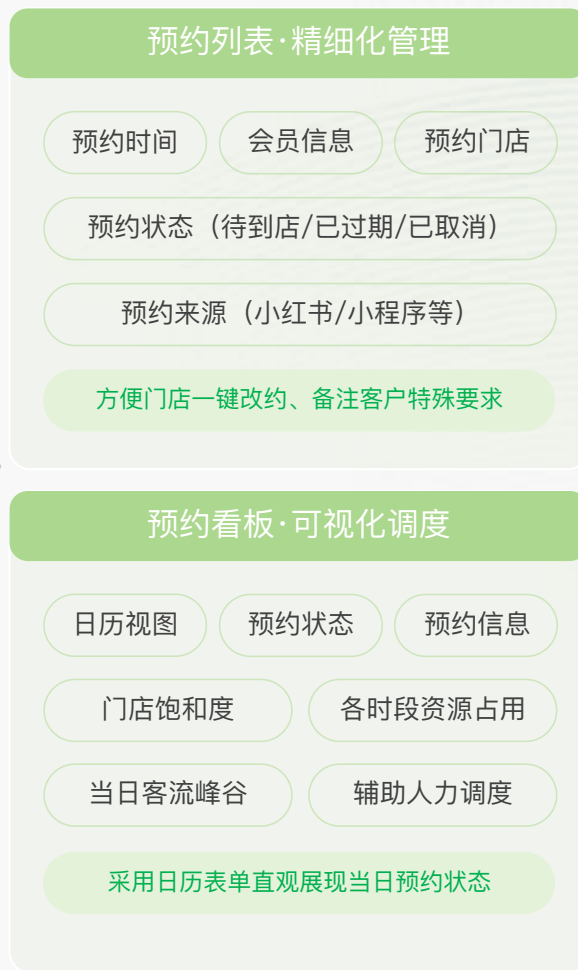 预约列表·精细化管理
预约时间 会员信息 预约门店
预约状态（待到店/已过期/已取消）
预约来源（小红书/小程序等）
方便门店一键改约、备注客户特殊要求
预约看板·可视化调度
日历视图 预约状态 预约信息
门店饱和度 各时段资源占用
当日客流峰谷 辅助人力调度
采用日历表单直观展现当日预约状态